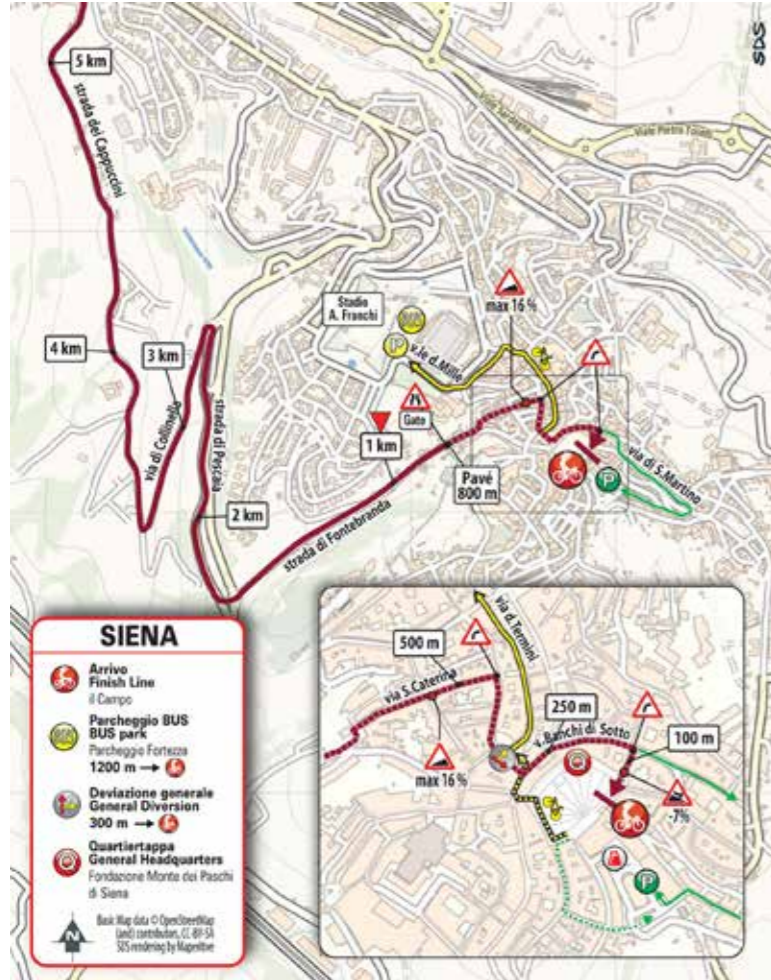 SDS
5 km
strada dei Cappuccini
Viale Sardegna
Viale Pietro Toselli
Stadio
A. Franchi
BUS
P
max 16 %
4 km
3 km
v.le d.Mille
Gate
1 km
via di Collinella
strada di Pescaia
Pavé
800 m
via di S.Martino
P
2 km
strada di Fontebranda
SIENA
Arrivo
Finish Line
il Campo
Parcheggio BUS
BUS park
Parcheggio Fortezza
1200 m
Deviazione generale
General Diversion
300 m
Quartiertappa
General Headquarters
Fondazione Monte dei Paschi
di Siena
N
Basic Map data © OpenStreetMap
(and) contributors, CC-BY-SA
SDS rendering by Maperitive
via d.Termini
500 m
via S.Caterina
250 m
v.Banchi di Sotto
100 m
max 16 %
Q
-7%
P